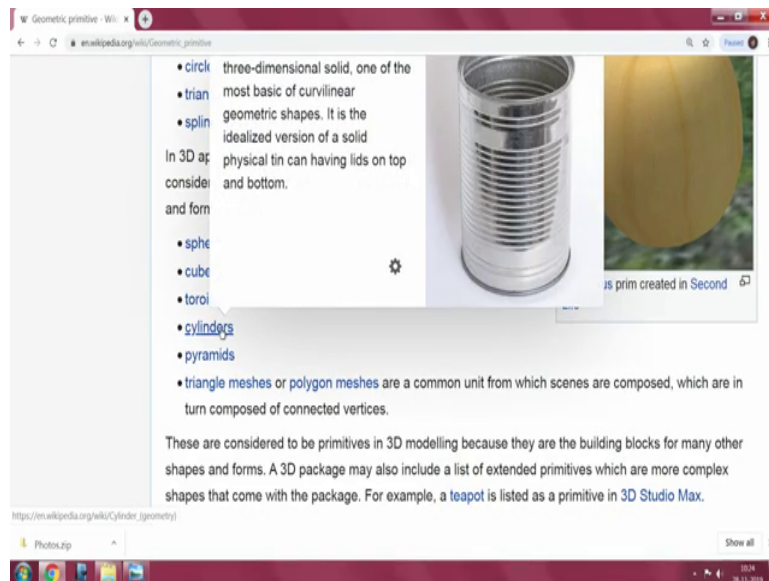 Geometric primitive - Wik
en.wikipedia.org/wiki/Geometric_primitive
Paused
• circle
• trian
• splin
three-dimensional solid, one of the
most basic of curvilinear
geometric shapes. It is the
idealized version of a solid
physical tin can having lids on top
and bottom.
In 3D ap
consider
and form
• sphe
• cube
• toroi
• cylinders
• pyramids
• triangle meshes or polygon meshes are a common unit from which scenes are composed, which are in
turn composed of connected vertices.
us prim created in Second
These are considered to be primitives in 3D modelling because they are the building blocks for many other
shapes and forms. A 3D package may also include a list of extended primitives which are more complex
shapes that come with the package. For example, a teapot is listed as a primitive in 3D Studio Max.
https://en.wikipedia.org/wiki/Cylinder_(geometry)
Photos.zip
Show all
10:24